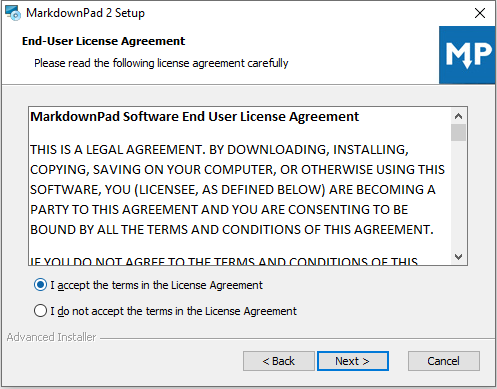 MarkdownPad 2 Setup
End-User License Agreement
Please read the following license agreement carefully
MP
MarkdownPad Software End User License Agreement
THIS IS A LEGAL AGREEMENT. BY DOWNLOADING, INSTALLING,
COPYING, SAVING ON YOUR COMPUTER, OR OTHERWISE USING THIS
SOFTWARE, YOU (LICENSEE, AS DEFINED BELOW) ARE BECOMING A
PARTY TO THIS AGREEMENT AND YOU ARE CONSENTING TO BE
BOUND BY ALL THE TERMS AND CONDITIONS OF THIS AGREEMENT.
IF YOU DO NOT AGREE TO THE TERMS AND CONDITIONS OF THIS
I accept the terms in the License Agreement
I do not accept the terms in the License Agreement
Advanced Installer
< Back
Next >
Cancel